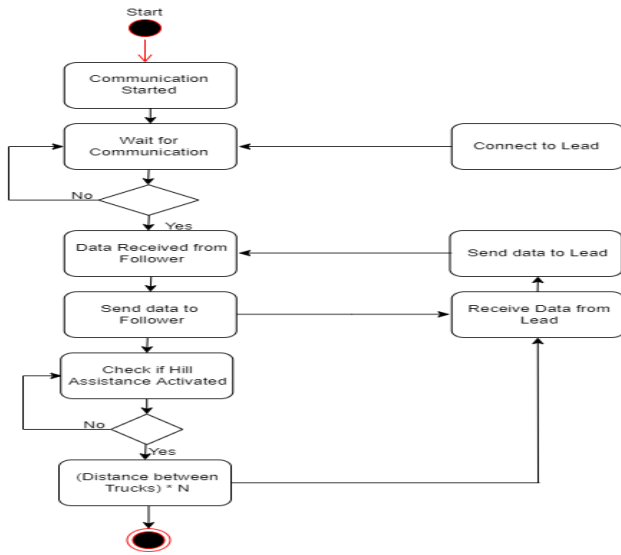 Start
Communication
Started
Wait for
Communication
Connect to Lead
No
Yes
Data Received from
Follower
Send data to Lead
Send data to
Follower
Receive Data from
Lead
Check if Hill
Assistance Activated
No
Yes
(Distance between
Trucks) * N